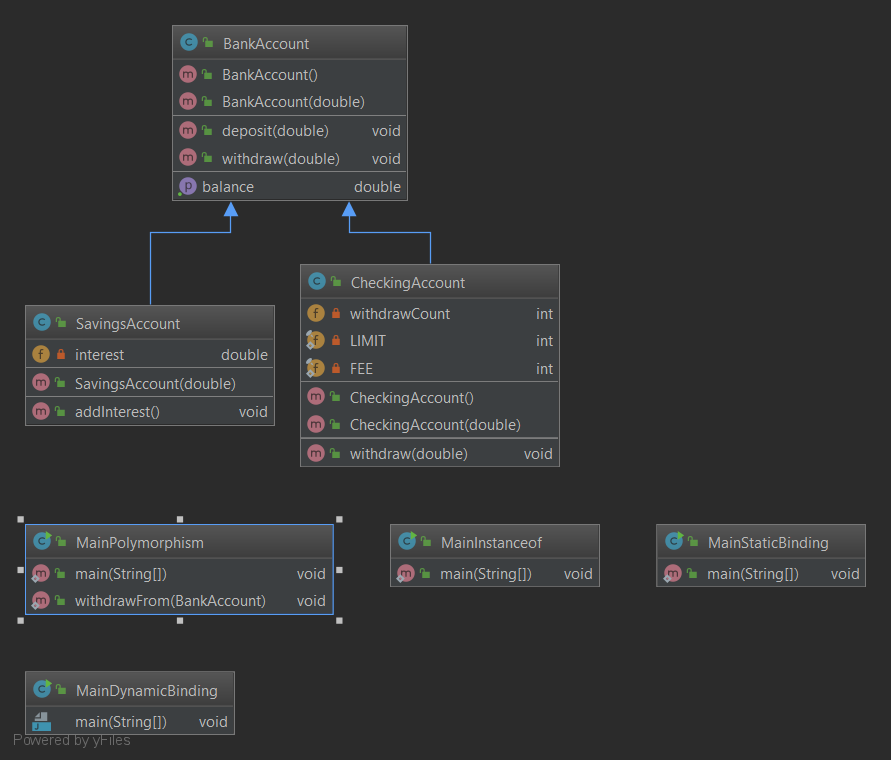 BankAccount
BankAccount()
BankAccount(double)
deposit(double) void
withdraw(double) void
balance double
SavingsAccount
interest double
SavingsAccount(double)
addInterest() void
CheckingAccount
withdrawCount int
LIMIT int
FEE int
CheckingAccount()
CheckingAccount(double)
withdraw(double) void
MainPolymorphism
main(String[]) void
withdrawFrom(BankAccount) void
MainInstanceof
main(String[]) void
MainStaticBinding
main(String[]) void
MainDynamicBinding
main(String[]) void
Powered by yFiles